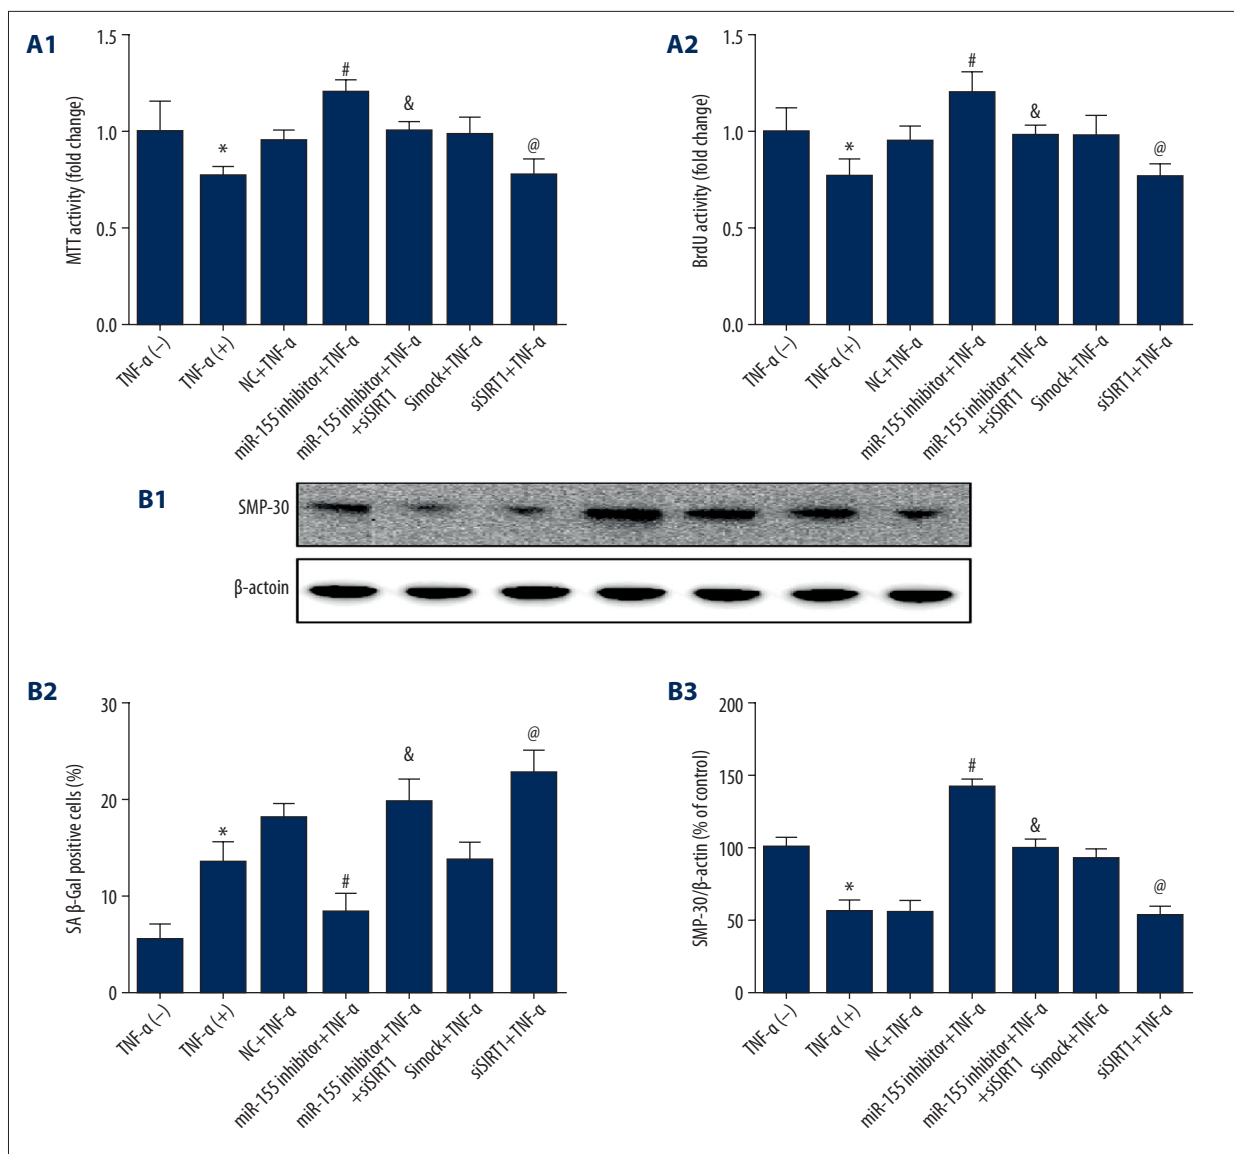 A1
MTT activity (fold change)
1.5
1.0
0.5
0.0
*
#
&
@
TNF-α (–)
TNF-α (+)
NC+TNF-α
miR-155 inhibitor+TNF-α
miR-155 inhibitor+TNF-α
+siSIRT1
Simock+TNF-α
siSIRT1+TNF-α
A2
BrdU activity (fold change)
1.5
1.0
0.5
0.0
*
#
&
@
TNF-α (–)
TNF-α (+)
NC+TNF-α
miR-155 inhibitor+TNF-α
miR-155 inhibitor+TNF-α
+siSIRT1
Simock+TNF-α
siSIRT1+TNF-α
B1
SMP-30
β-actoin
B2
SA β-Gal positive cells (%)
30
20
10
0
*
#
&
@
TNF-α (–)
TNF-α (+)
NC+TNF-α
miR-155 inhibitor+TNF-α
miR-155 inhibitor+TNF-α
+siSIRT1
Simock+TNF-α
siSIRT1+TNF-α
B3
SMP-30/β-actin (% of control)
200
150
100
50
0
*
#
&
@
TNF-α (–)
TNF-α (+)
NC+TNF-α
miR-155 inhibitor+TNF-α
miR-155 inhibitor+TNF-α
+siSIRT1
Simock+TNF-α
siSIRT1+TNF-α